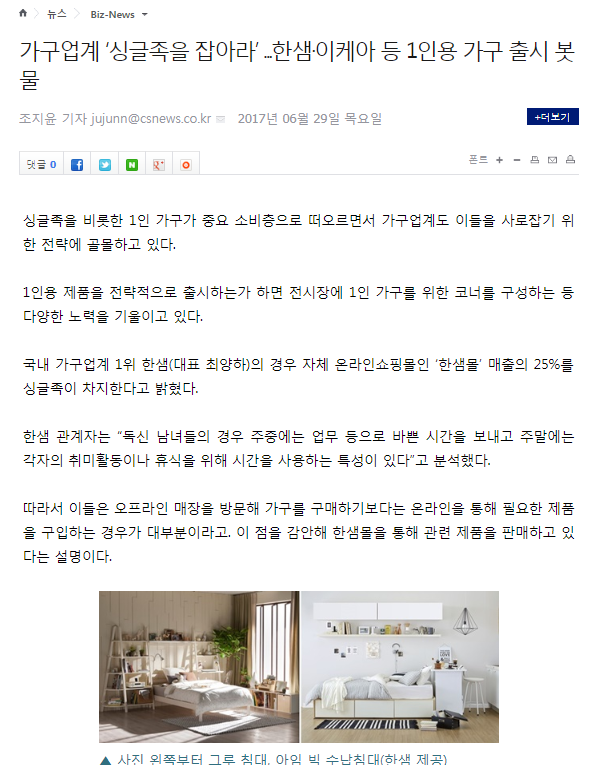 뉴스 Biz-News
가구업계 '싱글족을 잡아라' ...한샘·이케아 등 1인용 가구 출시 봇
물
조지윤 기자 jujunn@csnews.co.kr 2017년 06월 29일 목요일 +더보기
댓글 0 폰트
싱글족을 비롯한 1인 가구가 중요 소비층으로 떠오르면서 가구업계도 이들을 사로잡기 위
한 전략에 골몰하고 있다.
1인용 제품을 전략적으로 출시하는가 하면 전시장에 1인 가구를 위한 코너를 구성하는 등
다양한 노력을 기울이고 있다.
국내 가구업계 1위 한샘(대표 최양하)의 경우 자체 온라인쇼핑몰인 '한샘몰' 매출의 25%를
싱글족이 차지한다고 밝혔다.
한샘 관계자는 "독신 남녀들의 경우 주중에는 업무 등으로 바쁜 시간을 보내고 주말에는
각자의 취미활동이나 휴식을 위해 시간을 사용하는 특성이 있다"고 분석했다.
따라서 이들은 오프라인 매장을 방문해 가구를 구매하기보다는 온라인을 통해 필요한 제품
을 구입하는 경우가 대부분이라고. 이 점을 감안해 한샘몰을 통해 관련 제품을 판매하고 있
다는 설명이다.
▲ 사진 왼쪽부터 그루 침대, 아임 빅 수납침대(한샘 제공)